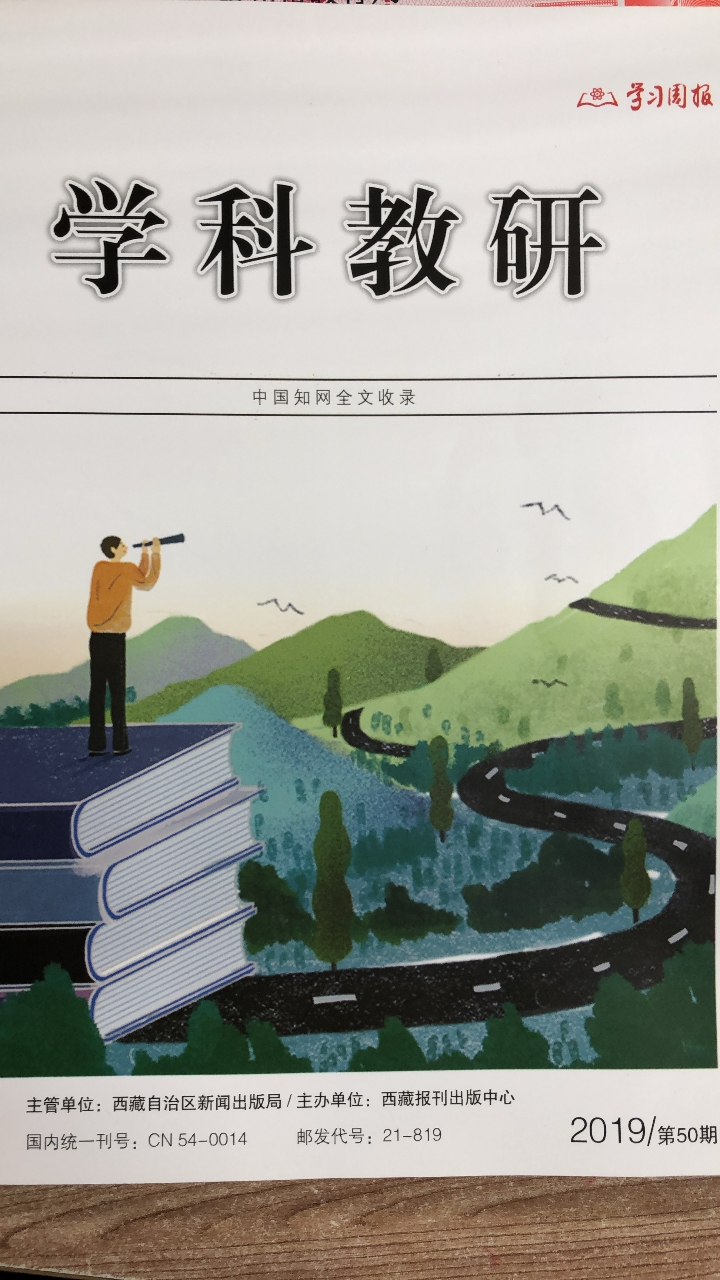 学习周报
学科教研
中国知网全文收录
主管单位：西藏自治区新闻出版局/主办单位：西藏报刊出版中心
国内统一刊号：CN 54-0014 邮发代号：21-819
2019/第50期